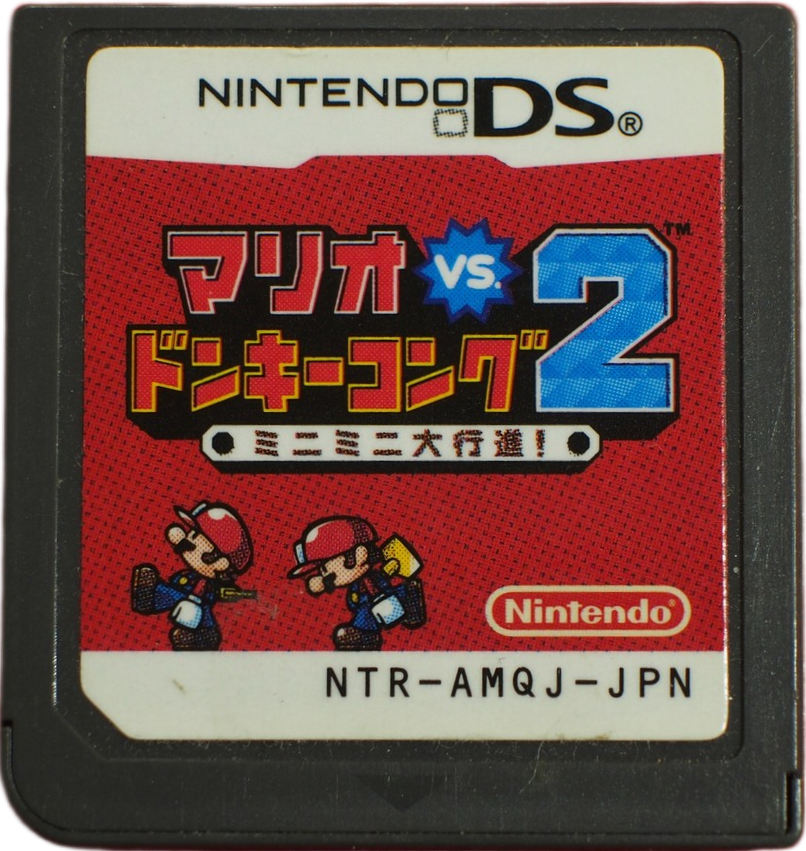 NINTENDO DS®
マリオ VS. 2™
ドンキーコング
ミニミニ大行進!
Nintendo®
NTR-AMQJ-JPN